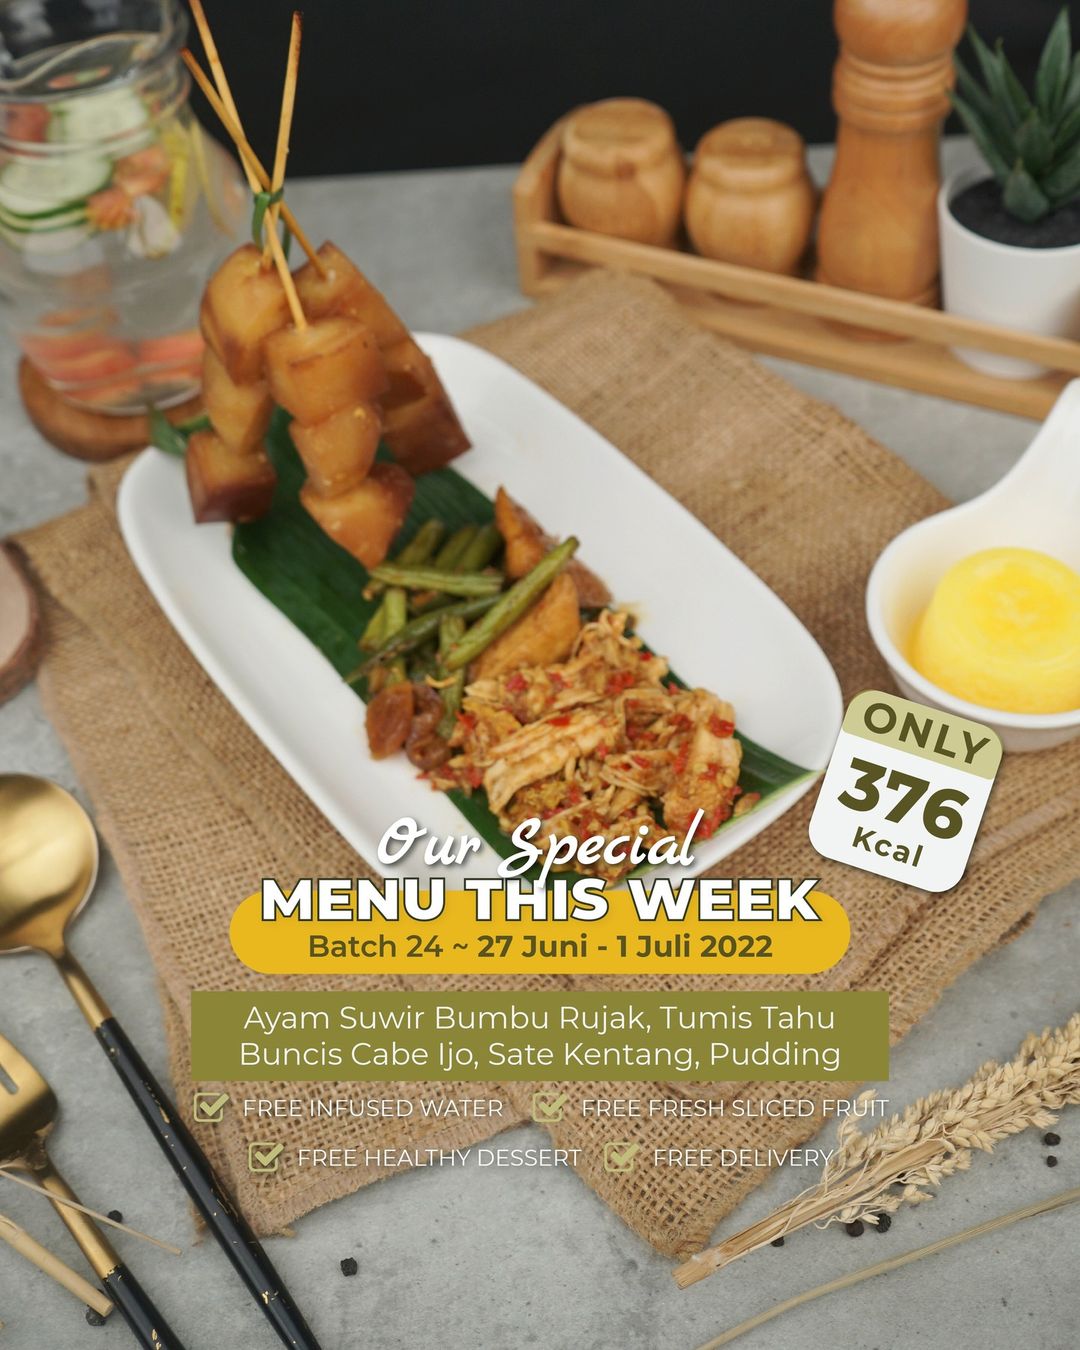 ONLY
376
Kcal
Our Special
MENU THIS WEEK
Batch 24 ~ 27 Juni - 1 Juli 2022
Ayam Suwir Bumbu Rujak, Tumis Tahu
Buncis Cabe Ijo, Sate Kentang, Pudding
FREE INFUSED WATER FREE FRESH SLICED FRUIT
FREE HEALTHY DESSERT FREE DELIVERY